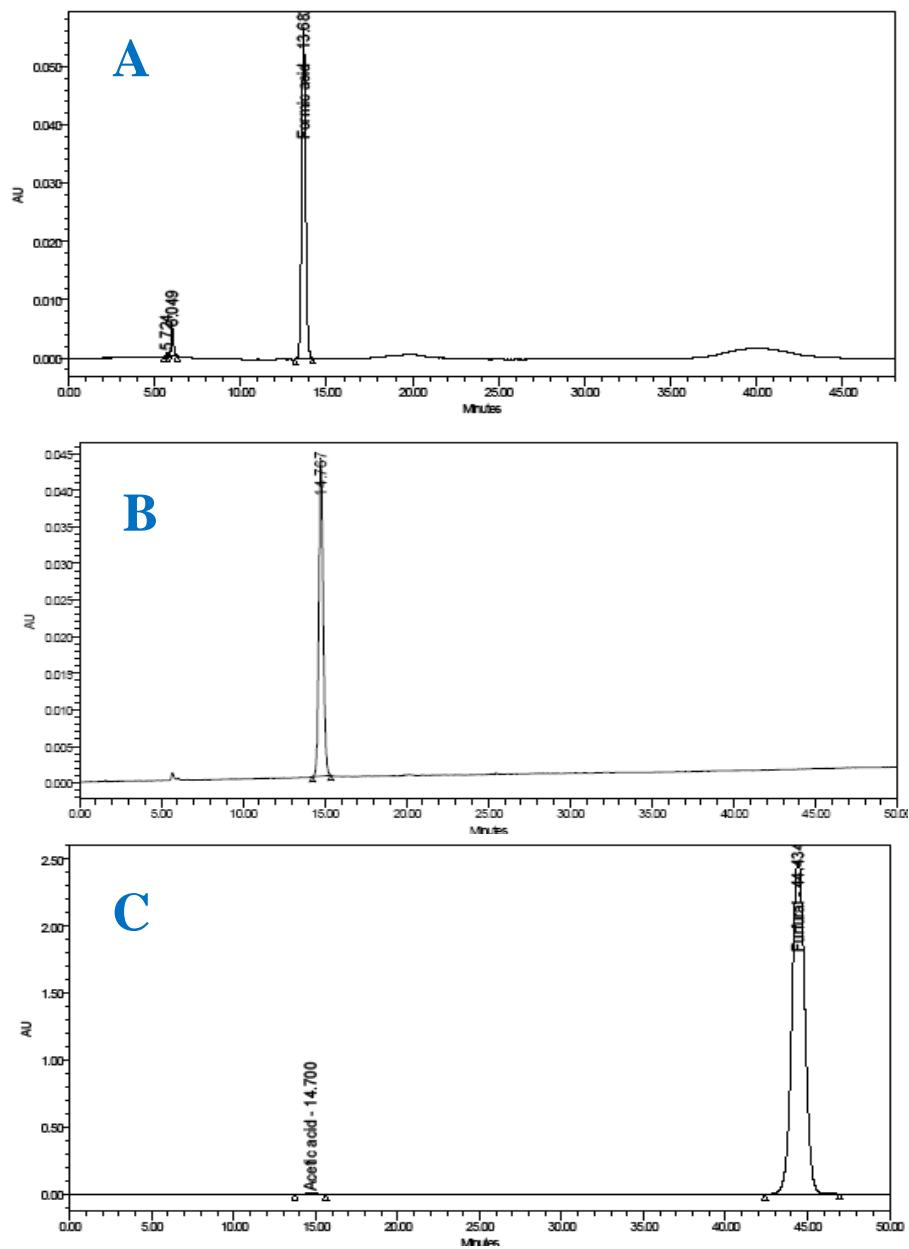 A
Formic acid 13.68
5.724
6.049
AU
0.050
0.040
0.030
0.020
0.010
0.000
0.00 5.00 10.00 15.00 20.00 25.00 30.00 35.00 40.00 45.00
Minutes
B
14.767
AU
0.045
0.040
0.035
0.030
0.025
0.020
0.015
0.010
0.005
0.000
0.00 5.00 10.00 15.00 20.00 25.00 30.00 35.00 40.00 45.00 50.00
Minutes
C
Acetic acid - 14.700
Furfural - 44.434
AU
2.50
2.00
1.50
1.00
0.50
0.00
0.00 5.00 10.00 15.00 20.00 25.00 30.00 35.00 40.00 45.00 50.00
Minutes